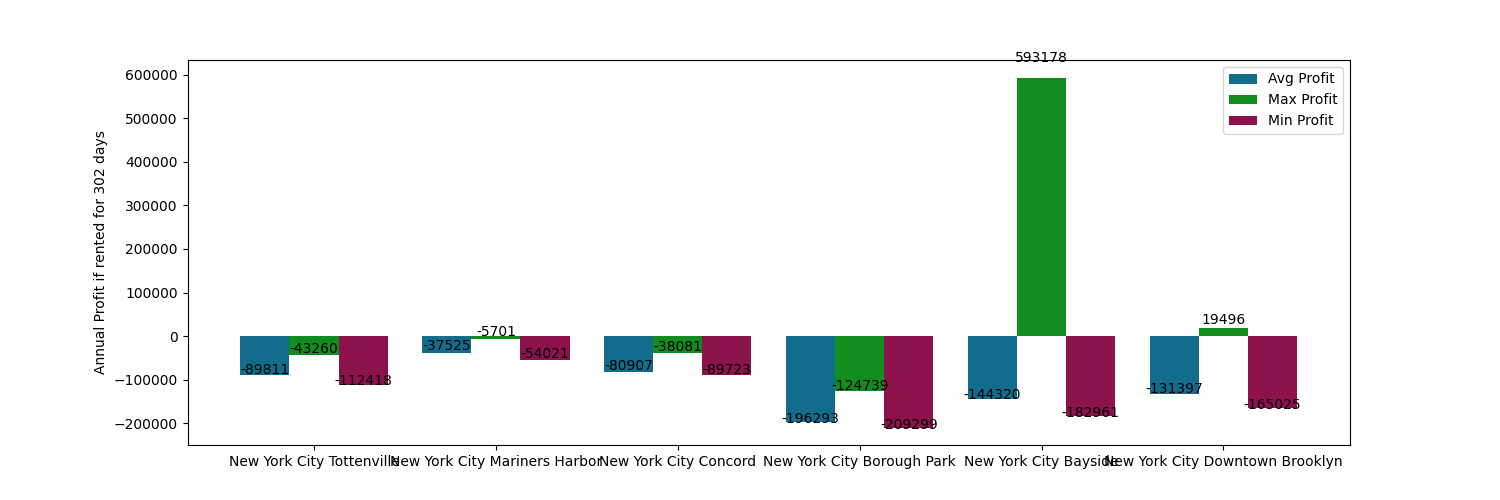 593178
600000
500000
400000
300000
200000
100000
0
−100000
−200000
Annual Profit if rented for 302 days
Avg Profit
Max Profit
Min Profit
-89811
-43260
-112418
-37525
-5701
-54021
-80907
-38081
-89723
-196293
-124739
-209299
-144320
-182961
-131397
19496
-165025
New York City Tottenville
New York City Mariners Harbor
New York City Concord
New York City Borough Park
New York City Bayside
New York City Downtown Brooklyn